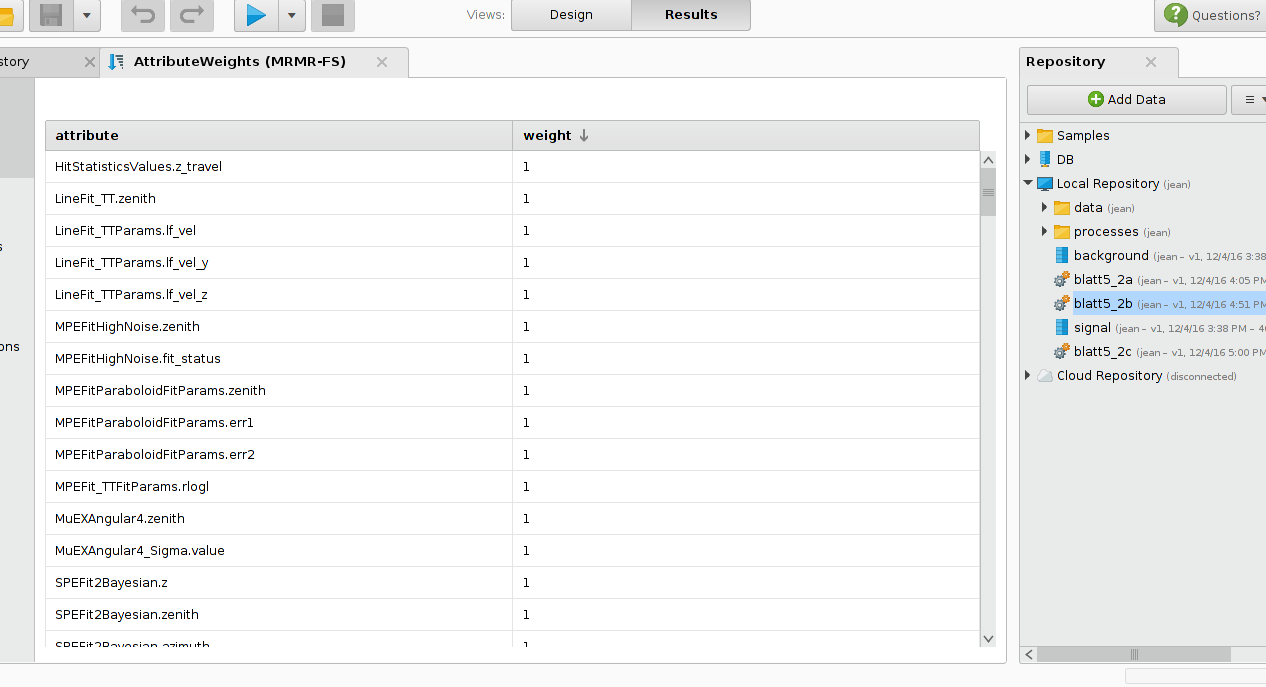 Views:
Design
Results
Questions?
story
AttributeWeights (MRMR-FS)
Repository
Add Data
attribute
weight
HitStatisticsValues.z_travel 1
LineFit_TT.zenith 1
LineFit_TTParams.lf_vel 1
LineFit_TTParams.lf_vel_y 1
LineFit_TTParams.lf_vel_z 1
MPEFitHighNoise.zenith 1
MPEFitHighNoise.fit_status 1
MPEFitParaboloidFitParams.zenith 1
MPEFitParaboloidFitParams.err1 1
MPEFitParaboloidFitParams.err2 1
MPEFit_TTFitParams.rlogl 1
MuEXAngular4.zenith 1
MuEXAngular4_Sigma.value 1
SPEFit2Bayesian.z 1
SPEFit2Bayesian.zenith 1
SPEFit2Bayesian.azimuth 1
s
ons
Samples
DB
Local Repository (jean)
data (jean)
processes (jean)
background (jean – v1, 12/4/16 3:38
blatt5_2a (jean – v1, 12/4/16 4:05 PM
blatt5_2b (jean – v1, 12/4/16 4:51 PM
signal (jean – v1, 12/4/16 3:38 PM – 40
blatt5_2c (jean – v1, 12/4/16 5:00 PM
Cloud Repository (disconnected)